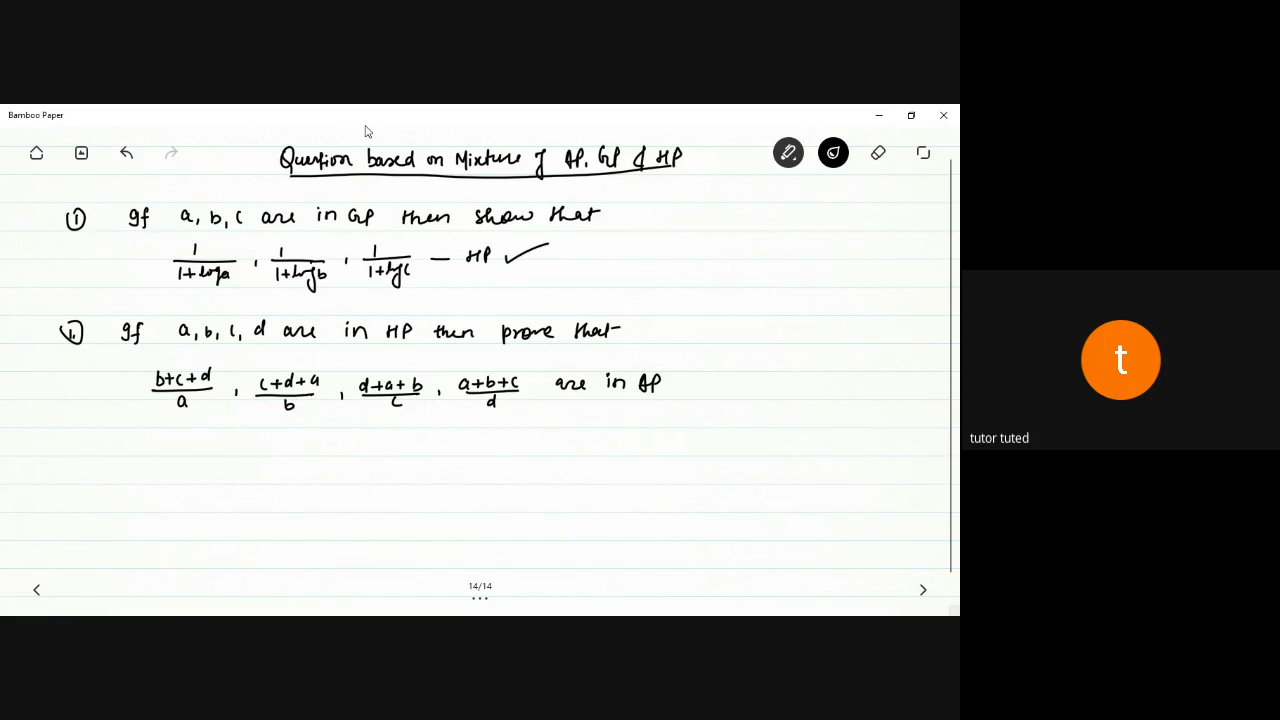 Bamboo Paper
Question based on Mixture of AP, GP & HP
① If a, b, c are in GP then show that
1/(1+loga) , 1/(1+logb) , 1/(1+logc) — HP ✓
② If a, b, c, d are in HP then prove that
(b+c+d)/a , (c+d+a)/b , (d+a+b)/c , (a+b+c)/d are in AP
14/14
t
tutor tuted